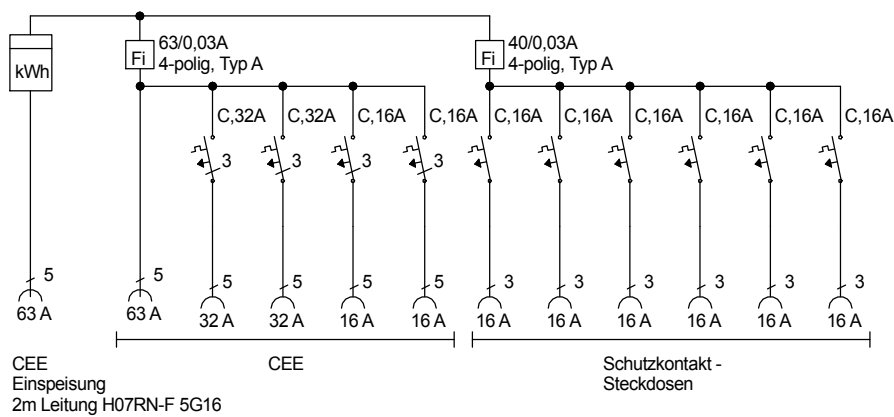 63/0,03A
4-polig, Typ A
Fi
40/0,03A
4-polig, Typ A
Fi
kWh
C,32A
C,32A
C,16A
C,16A
C,16A
C,16A
C,16A
C,16A
C,16A
C,16A
3
3
3
3
5
5
5
5
5
5
3
3
3
3
3
3
63 A
63 A
32 A
32 A
16 A
16 A
16 A
16 A
16 A
16 A
16 A
16 A
CEE
Einspeisung
2m Leitung H07RN-F 5G16
CEE
Schutzkontakt -
Steckdosen